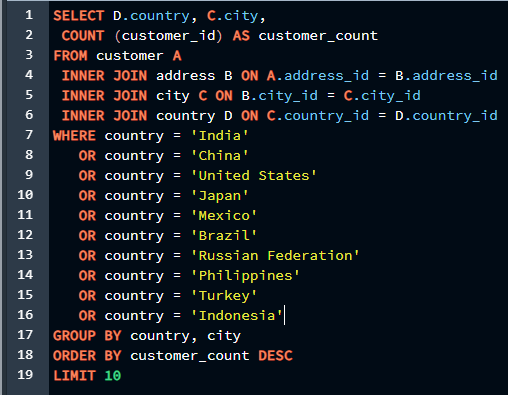 1 SELECT D.country, C.city,
2 COUNT (customer_id) AS customer_count
3 FROM customer A
4 INNER JOIN address B ON A.address_id = B.address_id
5 INNER JOIN city C ON B.city_id = C.city_id
6 INNER JOIN country D ON C.country_id = D.country_id
7 WHERE country = 'India'
8 OR country = 'China'
9 OR country = 'United States'
10 OR country = 'Japan'
11 OR country = 'Mexico'
12 OR country = 'Brazil'
13 OR country = 'Russian Federation'
14 OR country = 'Philippines'
15 OR country = 'Turkey'
16 OR country = 'Indonesia'
17 GROUP BY country, city
18 ORDER BY customer_count DESC
19 LIMIT 10